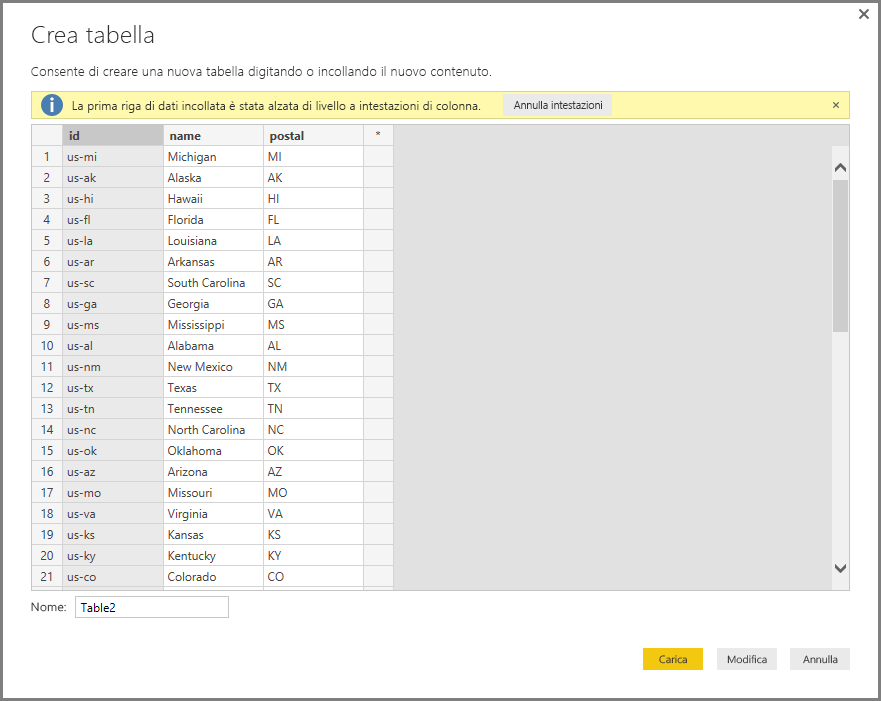 Crea tabella
Consente di creare una nuova tabella digitando o incollando il nuovo contenuto.
La prima riga di dati incollata è stata alzata di livello a intestazioni di colonna. Annulla intestazioni
id name postal *
1 us-mi Michigan MI
2 us-ak Alaska AK
3 us-hi Hawaii HI
4 us-fl Florida FL
5 us-la Louisiana LA
6 us-ar Arkansas AR
7 us-sc South Carolina SC
8 us-ga Georgia GA
9 us-ms Mississippi MS
10 us-al Alabama AL
11 us-nm New Mexico NM
12 us-tx Texas TX
13 us-tn Tennessee TN
14 us-nc North Carolina NC
15 us-ok Oklahoma OK
16 us-az Arizona AZ
17 us-mo Missouri MO
18 us-va Virginia VA
19 us-ks Kansas KS
20 us-ky Kentucky KY
21 us-co Colorado CO
Nome: Table2
Carica Modifica Annulla